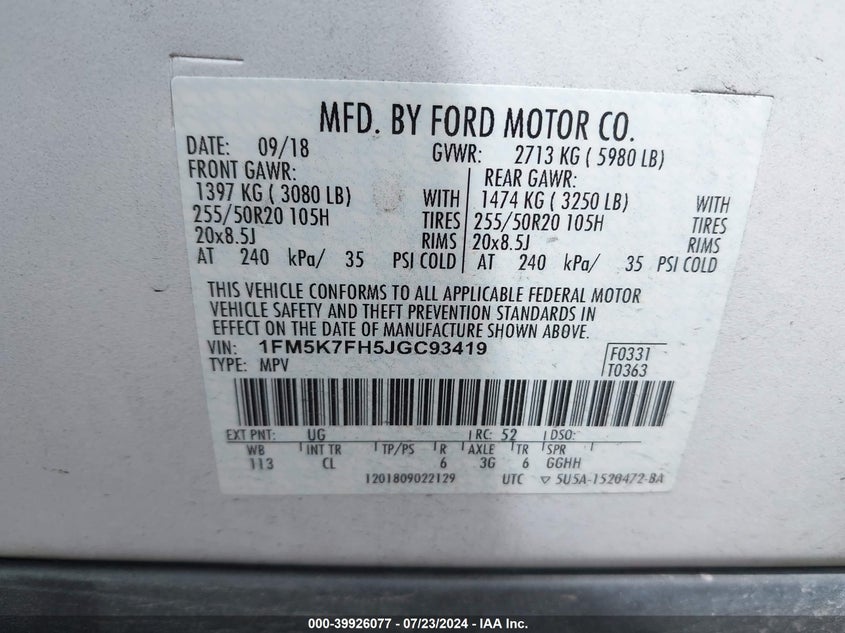 MFD. BY FORD MOTOR CO.
DATE: 09/18 GVWR: 2713 KG ( 5980 LB)
FRONT GAWR: REAR GAWR:
1397 KG ( 3080 LB) WITH 1474 KG ( 3250 LB) WITH
255/50R20 105H TIRES 255/50R20 105H TIRES
20x8.5J RIMS 20x8.5J RIMS
AT 240 kPa/ 35 PSI COLD AT 240 kPa/ 35 PSI COLD
THIS VEHICLE CONFORMS TO ALL APPLICABLE FEDERAL MOTOR
VEHICLE SAFETY AND THEFT PREVENTION STANDARDS IN
EFFECT ON THE DATE OF MANUFACTURE SHOWN ABOVE.
VIN: 1FM5K7FH5JGC93419 F0331
TYPE: MPV T0363
EXT PNT: UG RC: 52 DSO:
WB INT TR TP/PS R AXLE TR SPR
113 CL 6 3G 6 GGHH
1201809022129 UTC ▽ 5U5A-1520472-BA
000-39926077 - 07/23/2024 - IAA Inc.